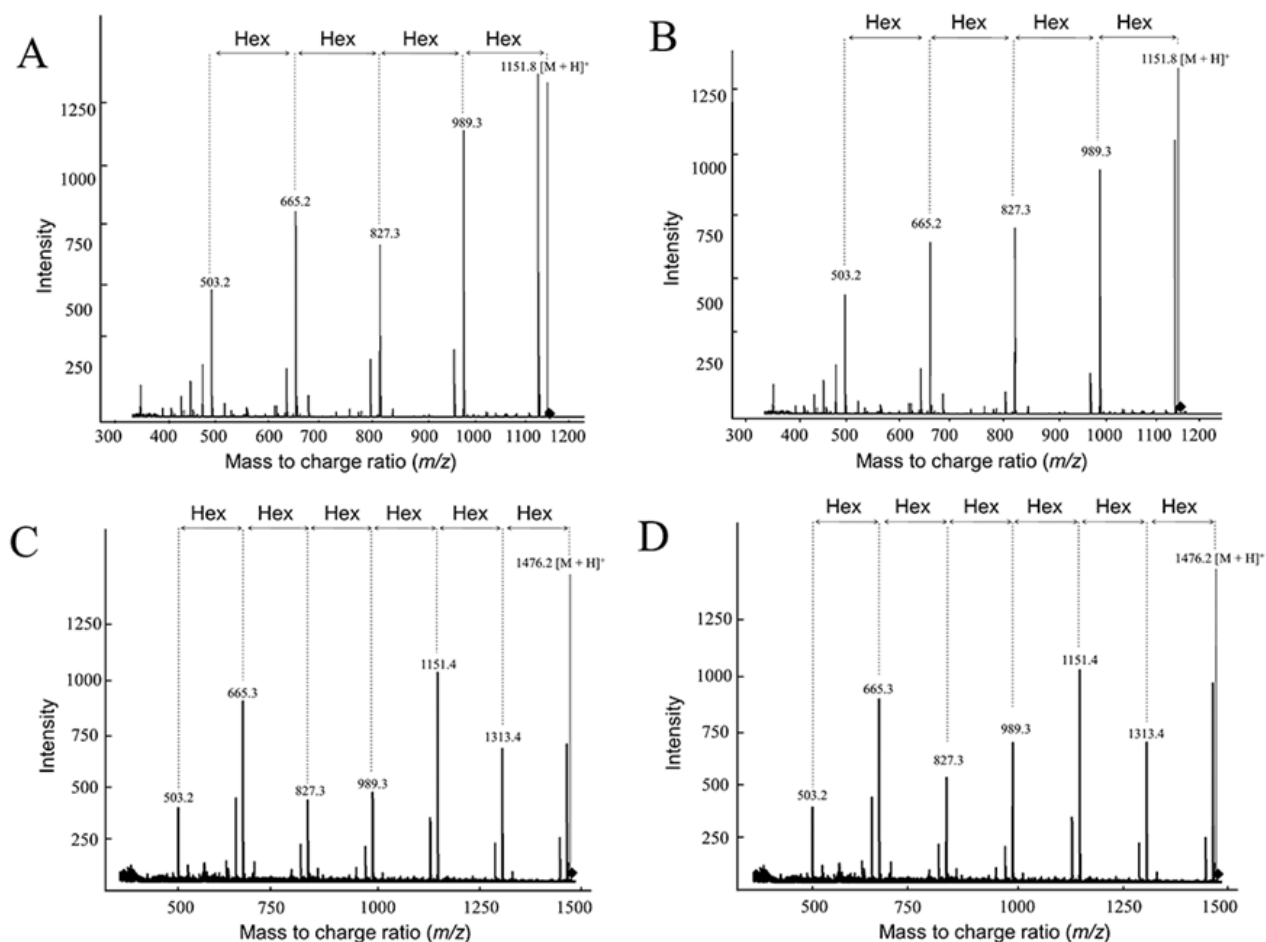 A
Hex Hex Hex Hex
1151.8 [M + H]+
989.3
665.2
827.3
503.2
1250
1000
750
500
250
Intensity
300 400 500 600 700 800 900 1000 1100 1200
Mass to charge ratio (m/z)
B
Hex Hex Hex Hex
1151.8 [M + H]+
989.3
665.2
827.3
503.2
1250
1000
750
500
250
Intensity
300 400 500 600 700 800 900 1000 1100 1200
Mass to charge ratio (m/z)
C
Hex Hex Hex Hex Hex Hex
1476.2 [M + H]+
1151.4
665.3
1313.4
503.2
827.3
989.3
1250
1000
750
500
250
Intensity
500 750 1000 1250 1500
Mass to charge ratio (m/z)
D
Hex Hex Hex Hex Hex Hex
1476.2 [M + H]+
1151.4
665.3
989.3
1313.4
827.3
503.2
1250
1000
750
500
250
Intensity
500 750 1000 1250 1500
Mass to charge ratio (m/z)